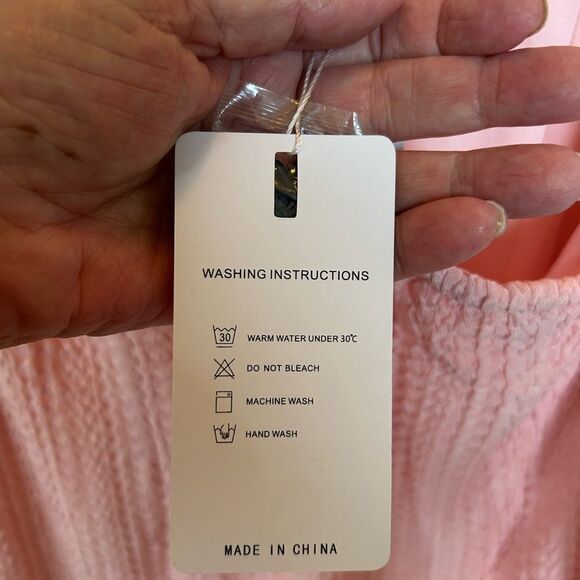 WASHING INSTRUCTIONS
30 WARM WATER UNDER 30℃
DO NOT BLEACH
MACHINE WASH
HAND WASH
MADE IN CHINA